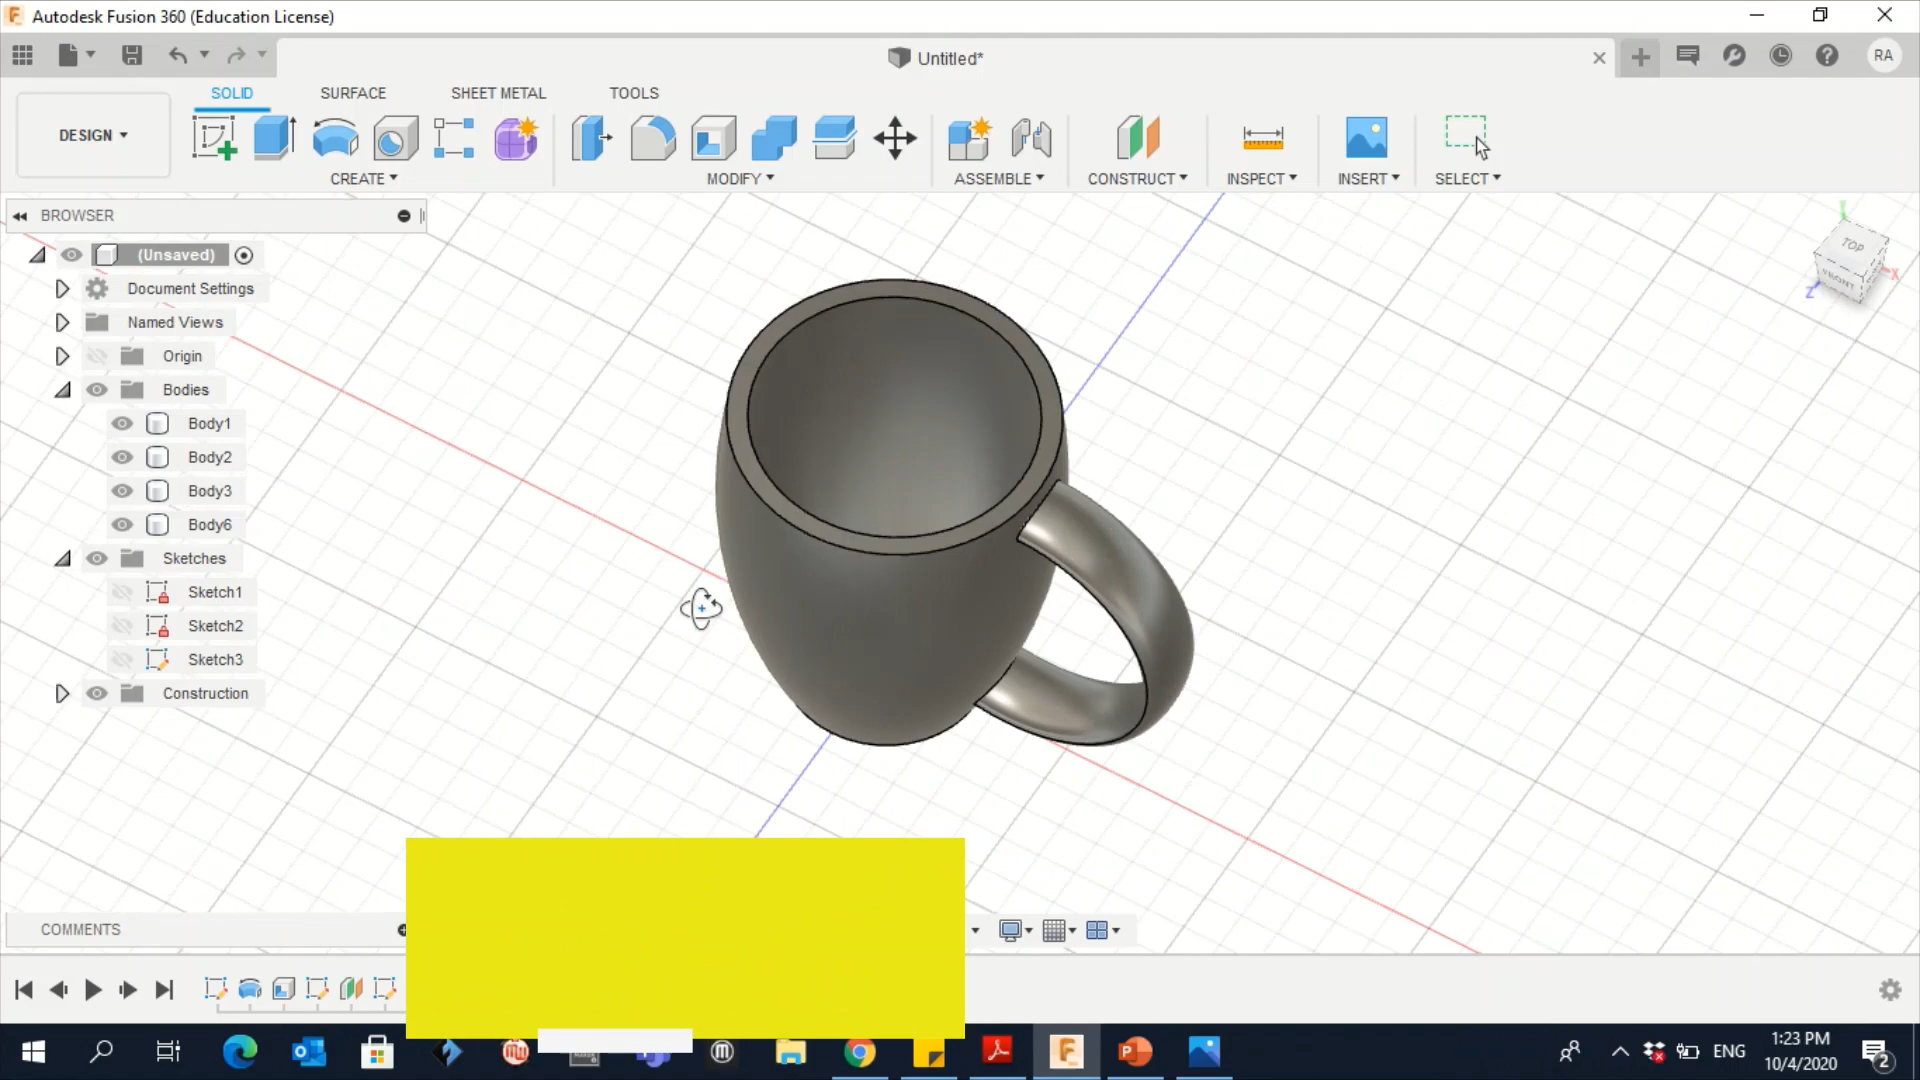 Autodesk Fusion 360 (Education License)
Untitled*
RA
DESIGN
SOLID
SURFACE
SHEET METAL
TOOLS
CREATE
MODIFY
ASSEMBLE
CONSTRUCT
INSPECT
INSERT
SELECT
BROWSER
(Unsaved)
Document Settings
Named Views
Origin
Bodies
Body1
Body2
Body3
Body6
Sketches
Sketch1
Sketch2
Sketch3
Construction
TOP
FRONT
Y
X
Z
COMMENTS
ENG
1:23 PM
10/4/2020
2